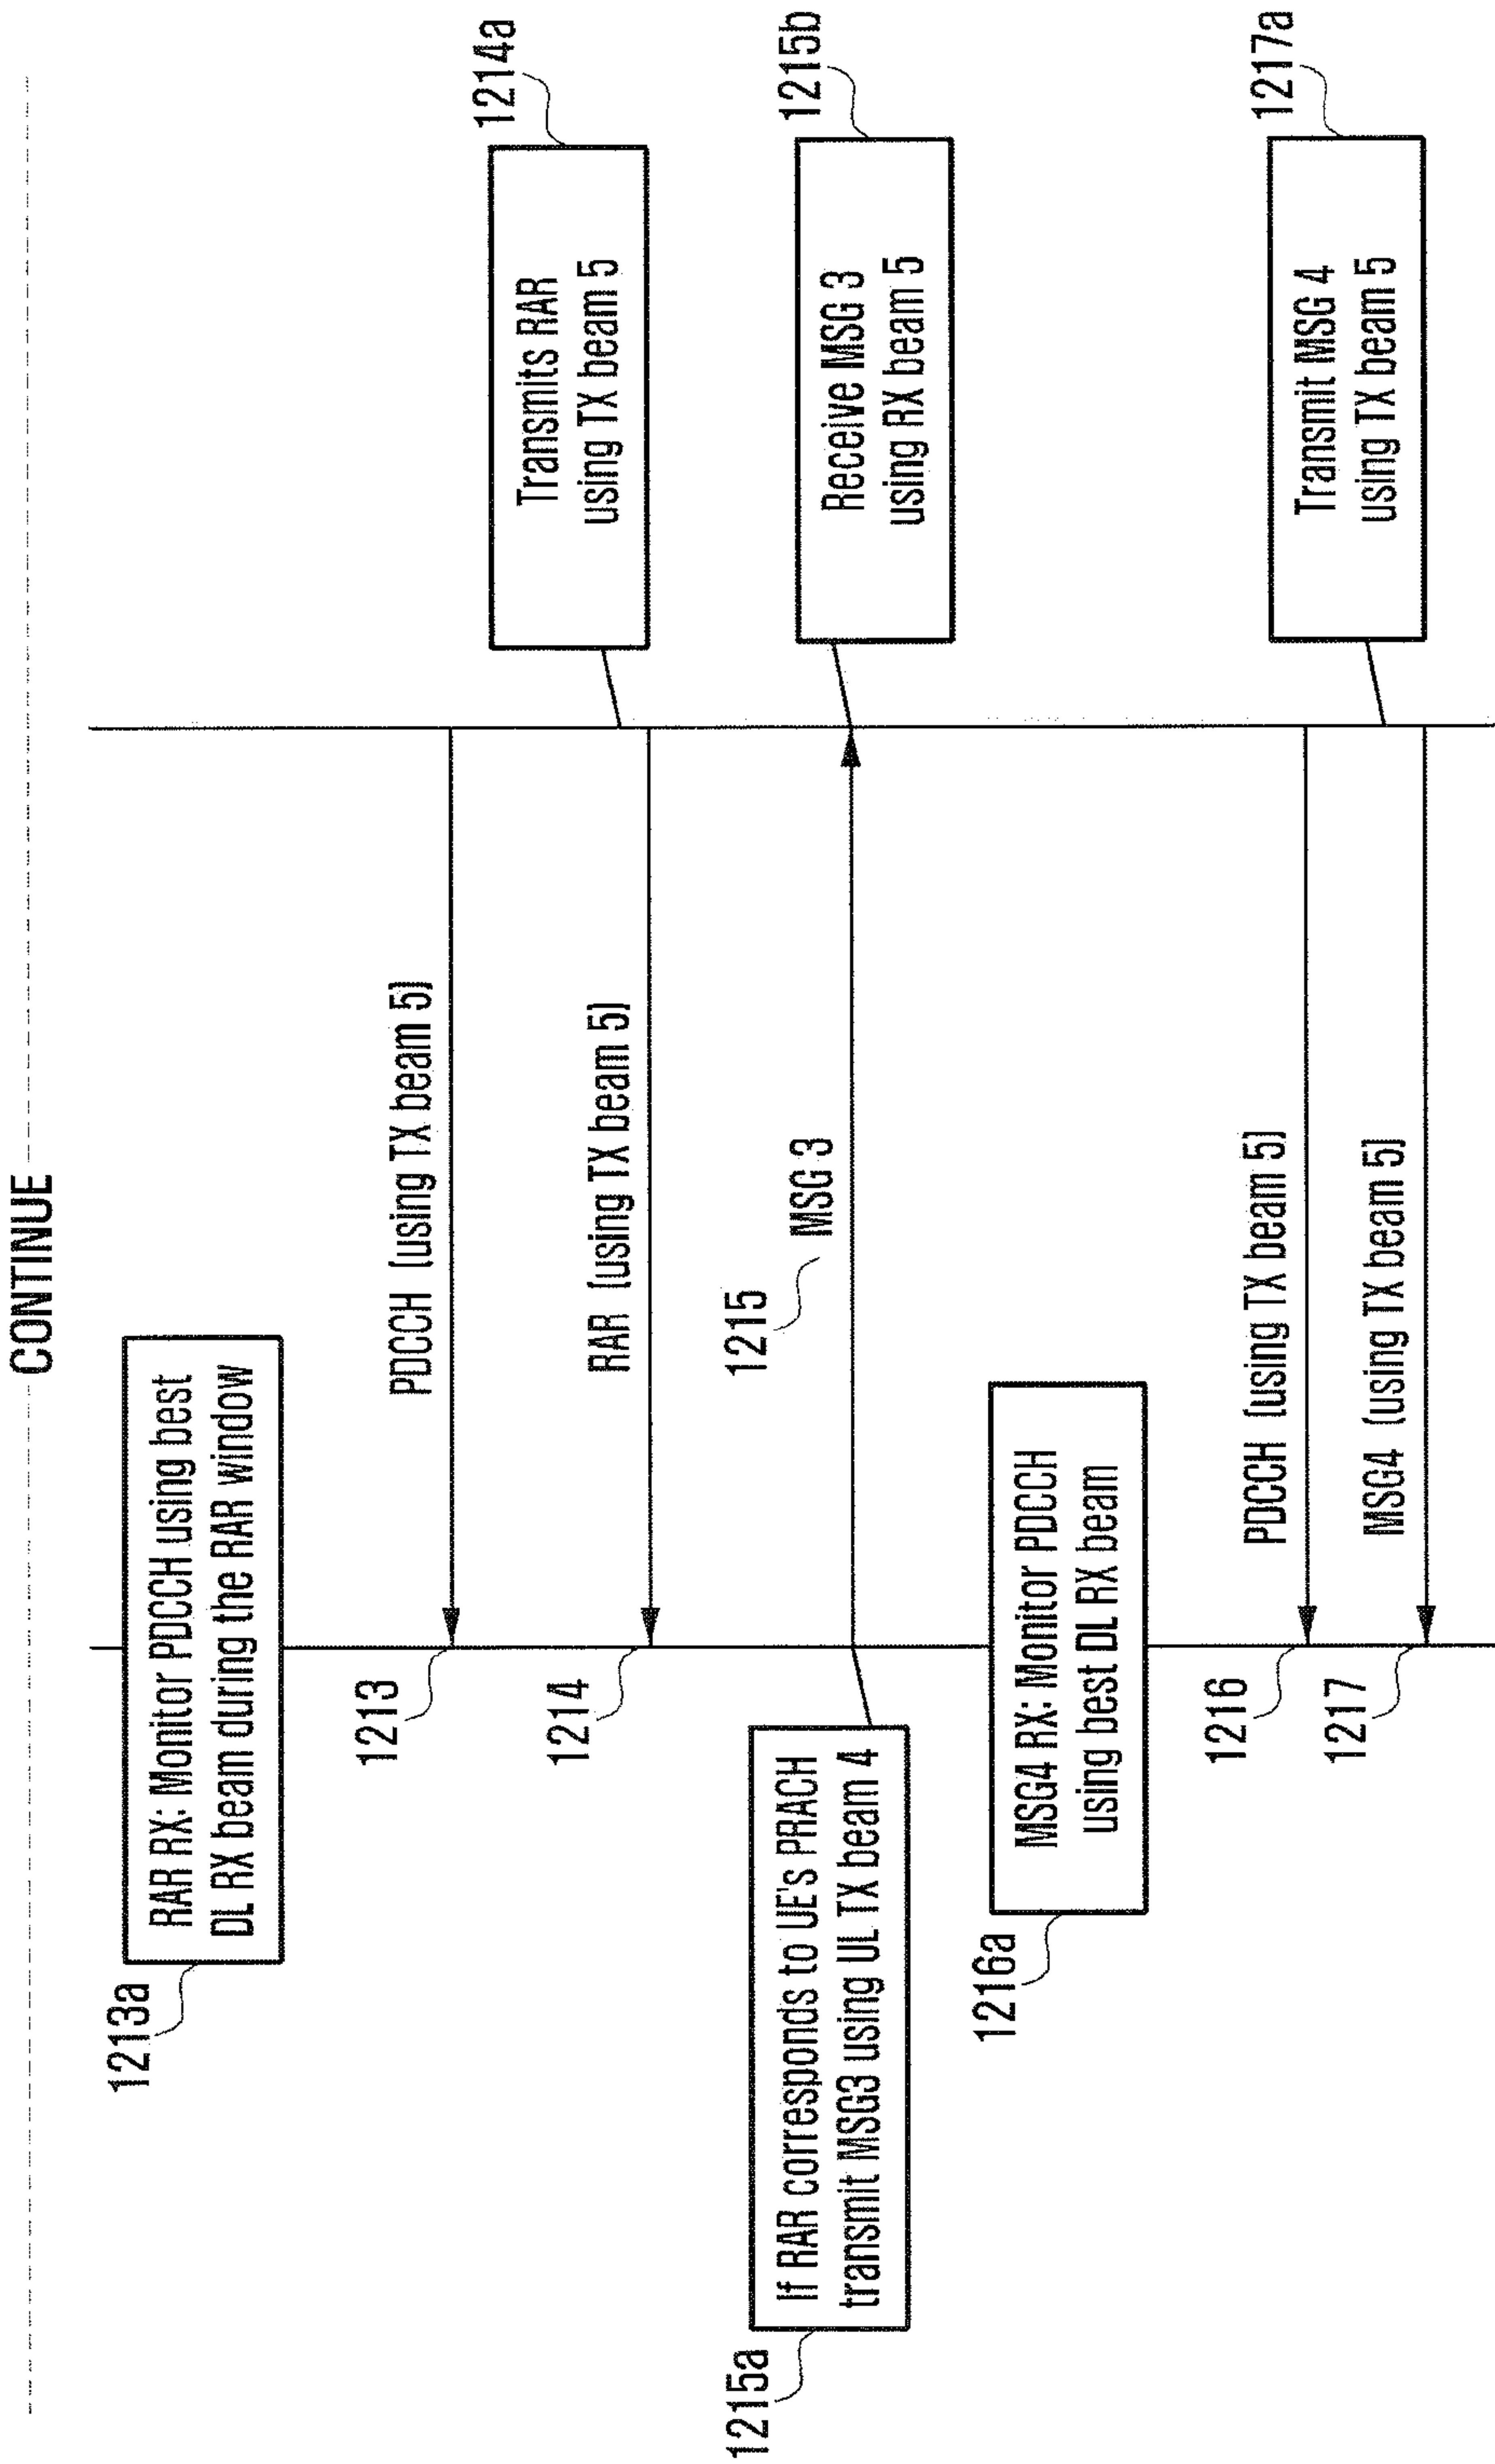 CONTINUE
1213a
RAR RX: Monitor PDCCH using best
DL RX beam during the RAR window
PDCCH (using TX beam 5)
1213
1214a
Transmits RAR
using TX beam 5
RAR (using TX beam 5)
1214
1215 MSG 3
1215a
If RAR corresponds to UE's PRACH
transmit MSG3 using UL TX beam 4
1215b
Receive MSG 3
using RX beam 5
1216a
MSG4 RX: Monitor PDCCH
using best DL RX beam
PDCCH (using TX beam 5)
1216
1217a
Transmit MSG 4
using TX beam 5
MSG4 (using TX beam 5)
1217